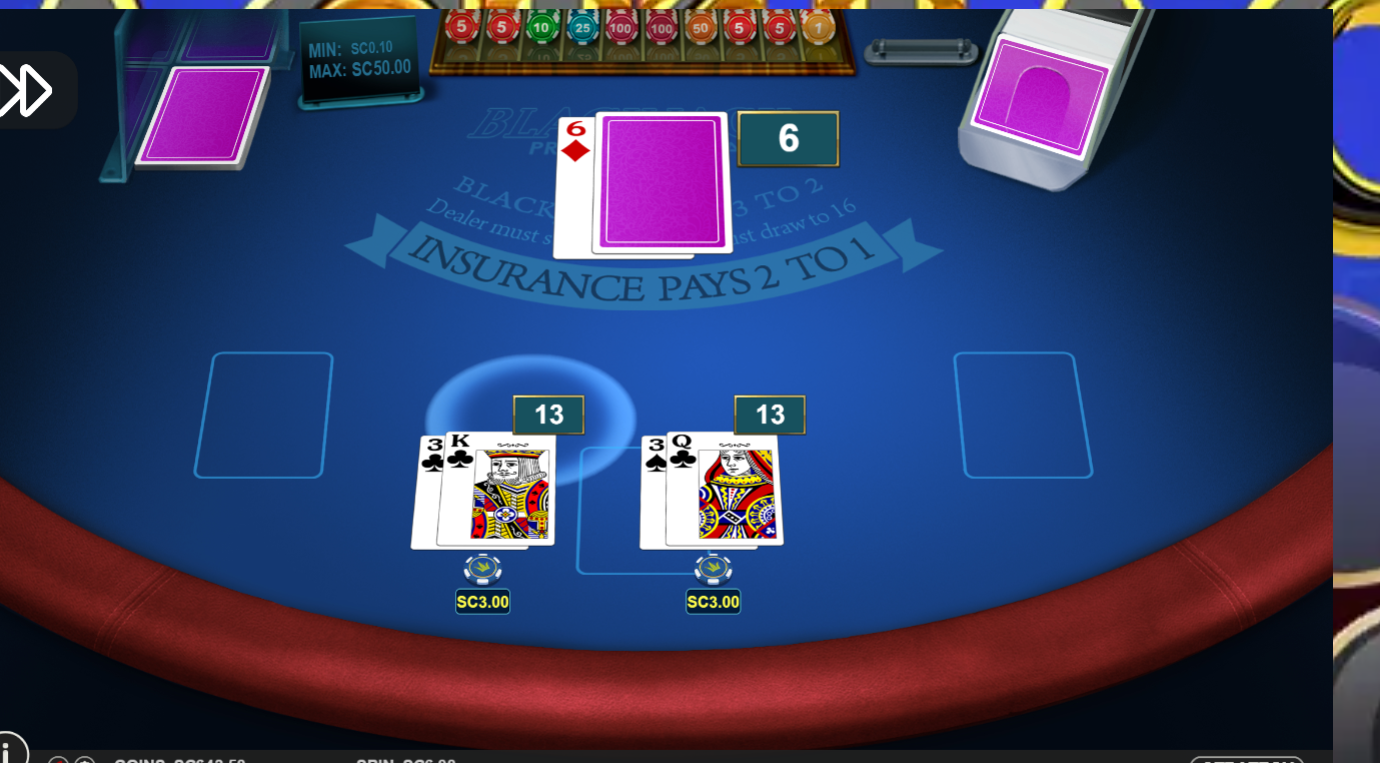 5 5 10 25 100 100 50 5 5 1
MIN: SC0.10
MAX: SC50.00
6
6
BLACK 3 TO 2
Dealer must draw to 16
INSURANCE PAYS 2 TO 1
13 13
3 K 3 Q
SC3.00 SC3.00